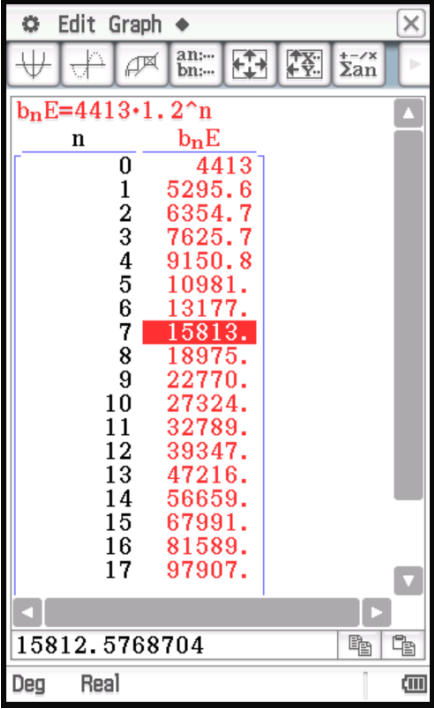 Edit Graph ◆
an:…
bn:…
X:…
Y:…
+-/×
Σan
bnE=4413·1.2^n
n bnE
0 4413
1 5295.6
2 6354.7
3 7625.7
4 9150.8
5 10981.
6 13177.
7 15813.
8 18975.
9 22770.
10 27324.
11 32789.
12 39347.
13 47216.
14 56659.
15 67991.
16 81589.
17 97907.
15812.5768704
Deg Real